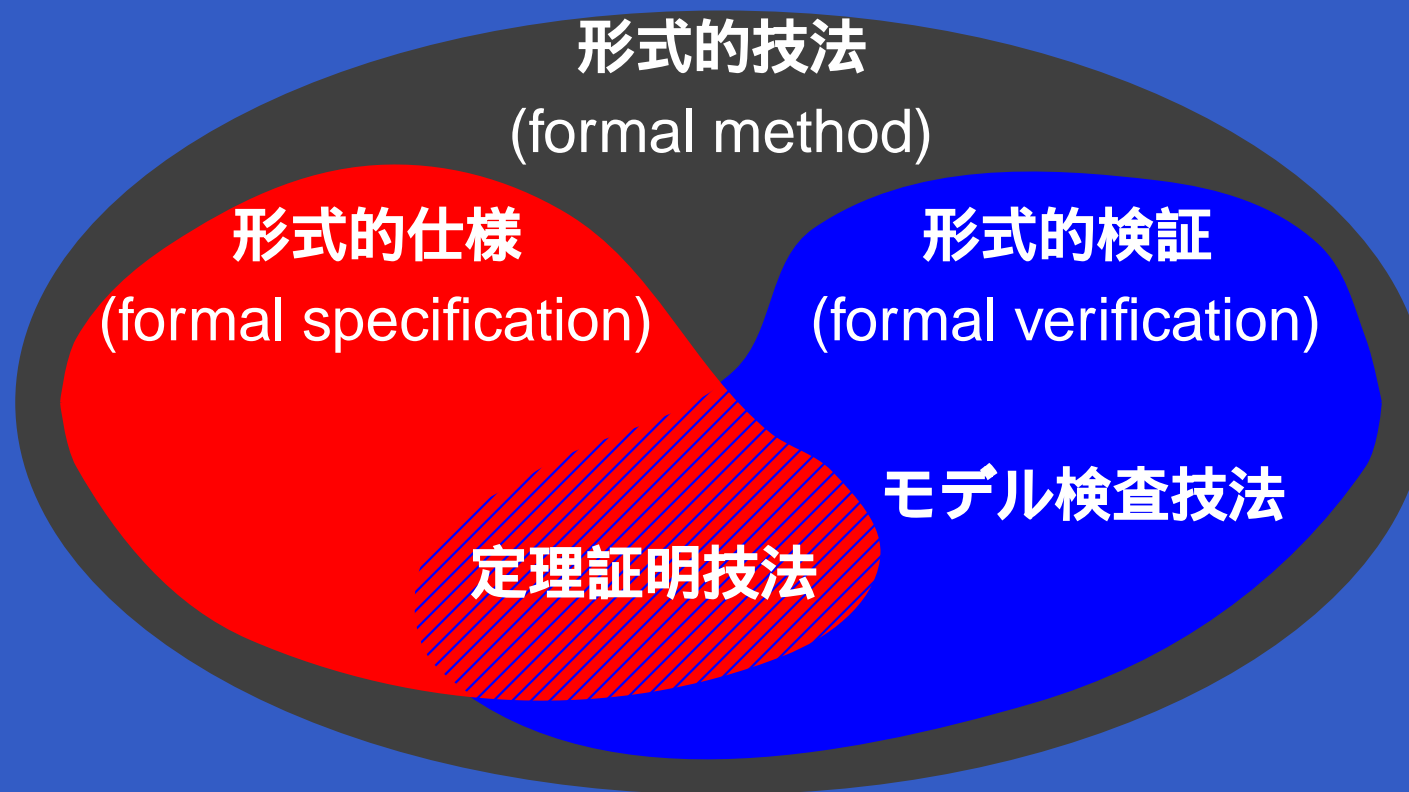 形式的技法
(formal method)
形式的仕様
(formal specification)
形式的検証
(formal verification)
モデル検査技法
定理証明技法